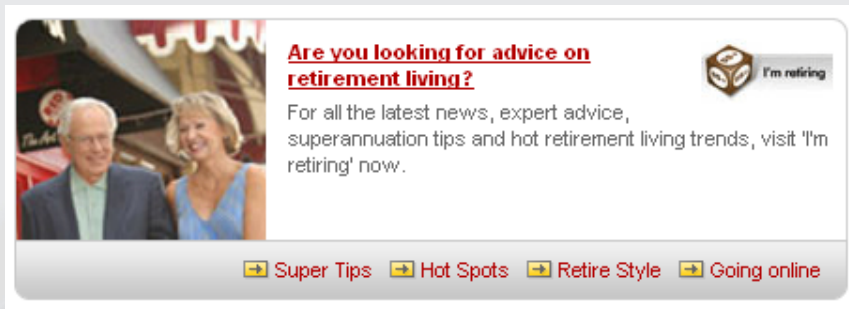 Are you looking for advice on
retirement living?
I'm retiring
For all the latest news, expert advice,
superannuation tips and hot retirement living trends, visit 'I'm
retiring' now.
Super Tips
Hot Spots
Retire Style
Going online